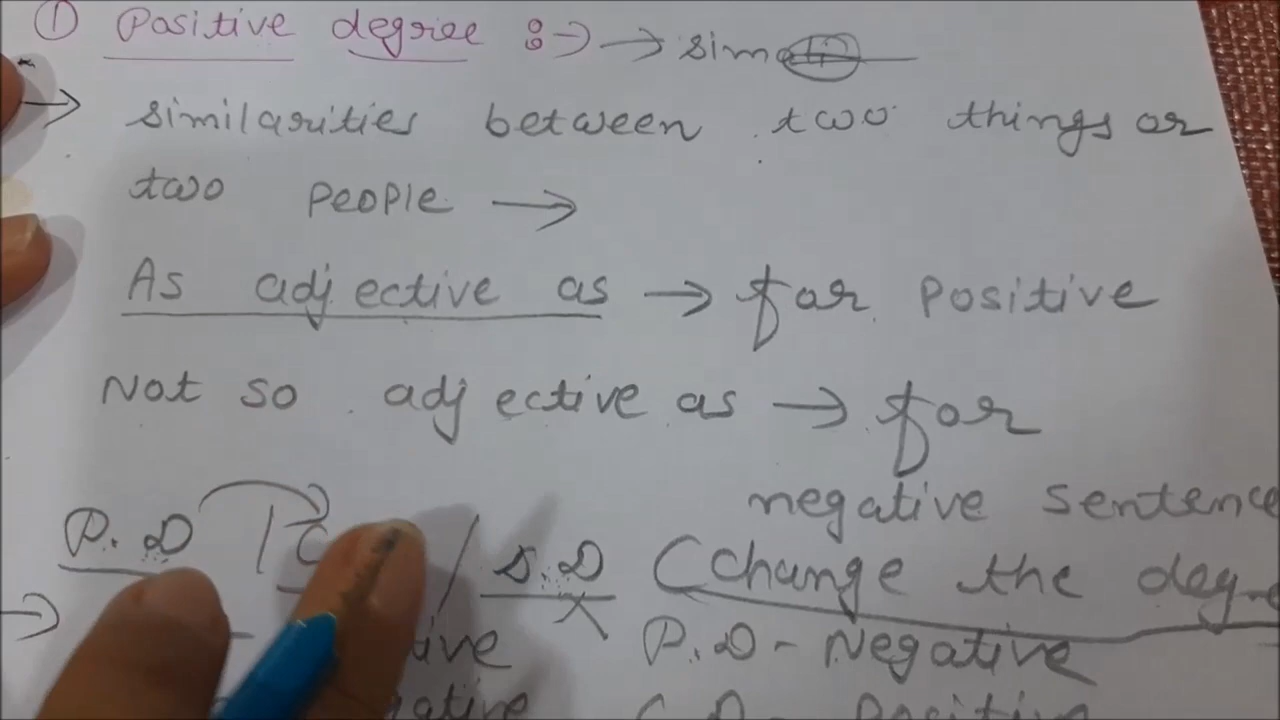 ① Positive degree :-) → sim
→ similarities between two things or
two people →
As adjective as → for Positive
Not so adjective as → for
negative sentence
P.D / C / S.D (change the deg
→ P.D - Negative